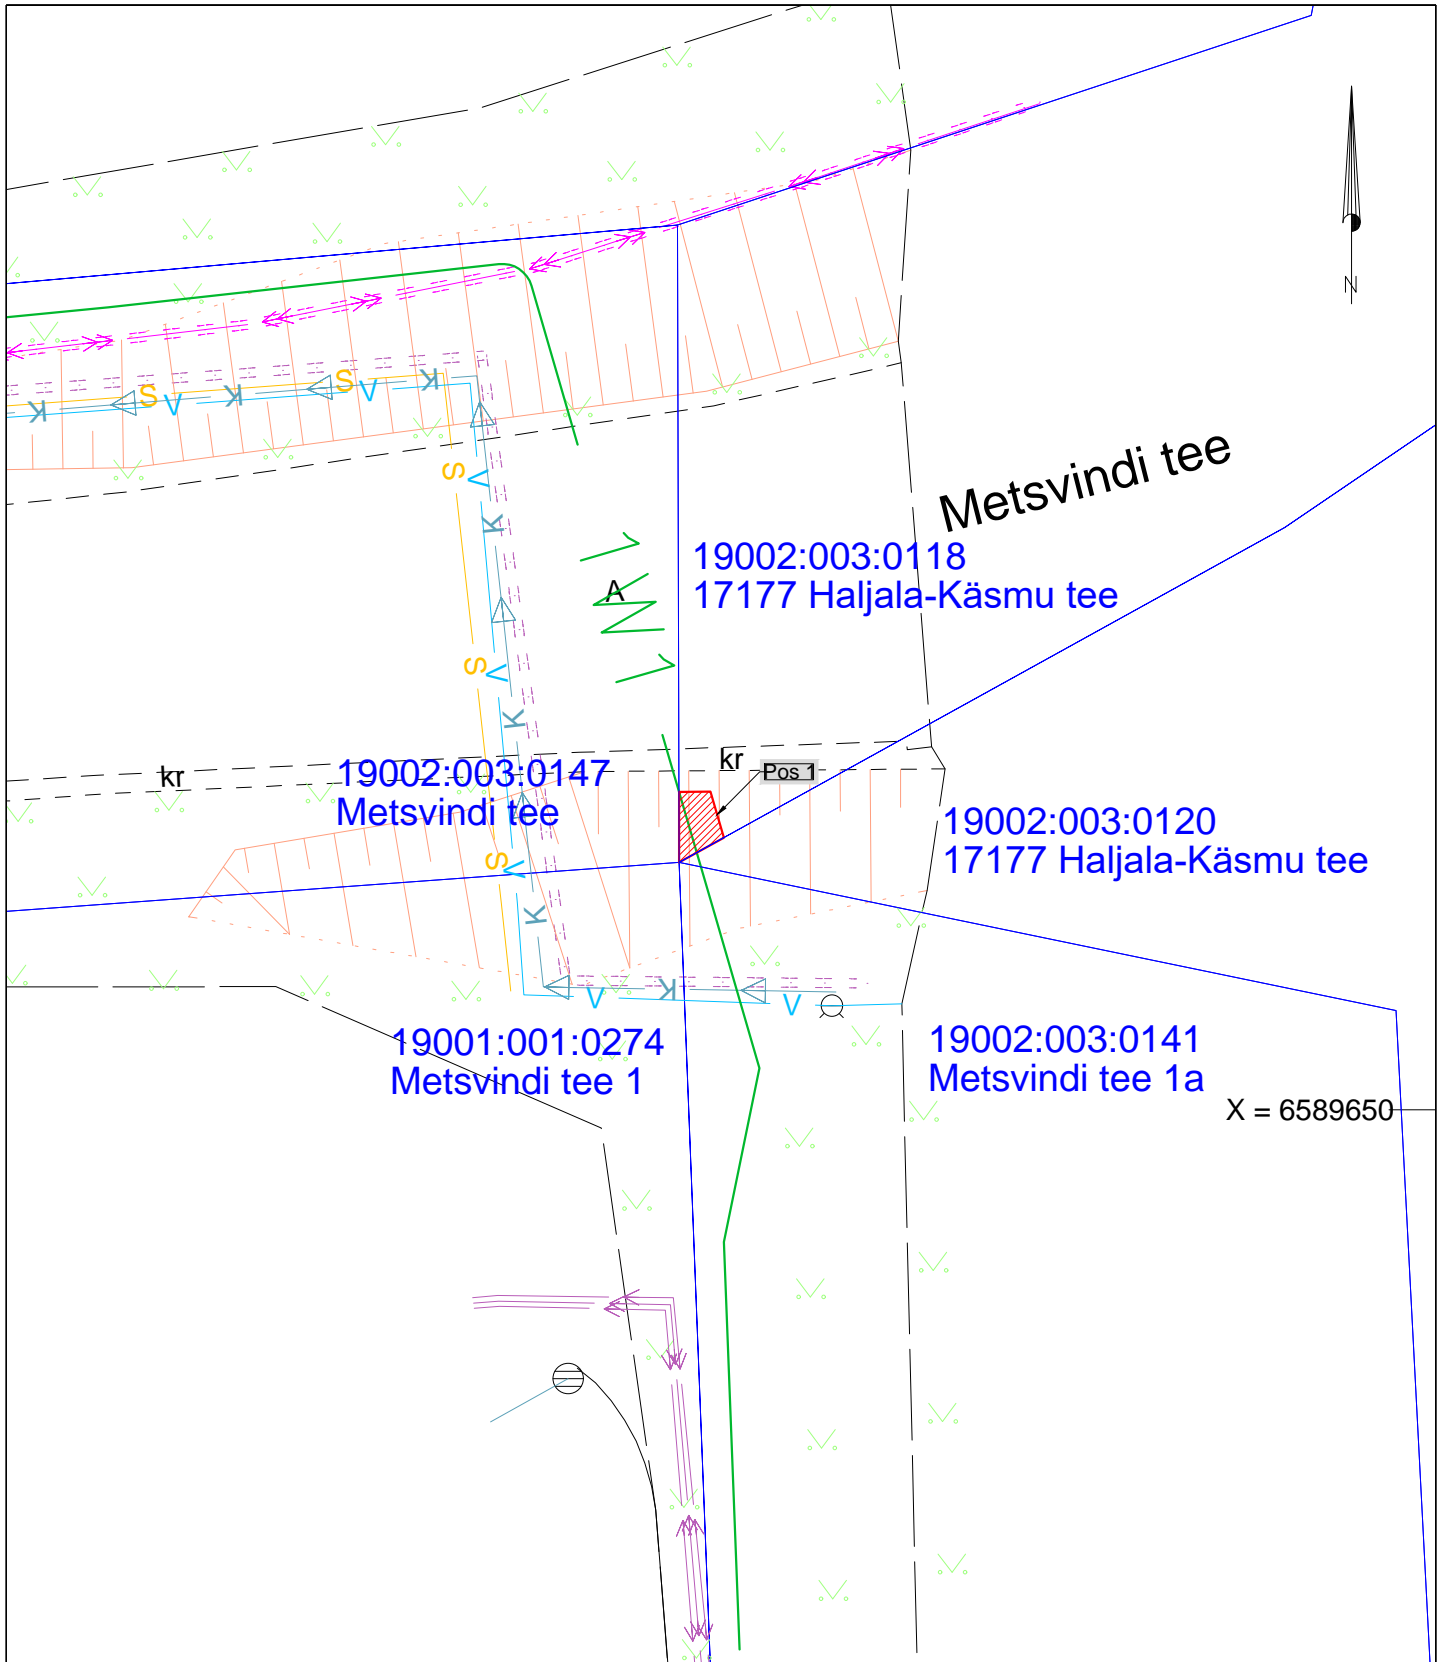 N
S
V
K
S
V
K
K
S
V
K
Metsvindi tee
19002:003:0118
17177 Haljala-Käsmu tee
A
S
V
K
kr
kr
Pos 1
19002:003:0147
Metsvindi tee
19002:003:0120
17177 Haljala-Käsmu tee
S
V
K
V
K
V
19001:001:0274
Metsvindi tee 1
19002:003:0141
Metsvindi tee 1a
X = 6589650